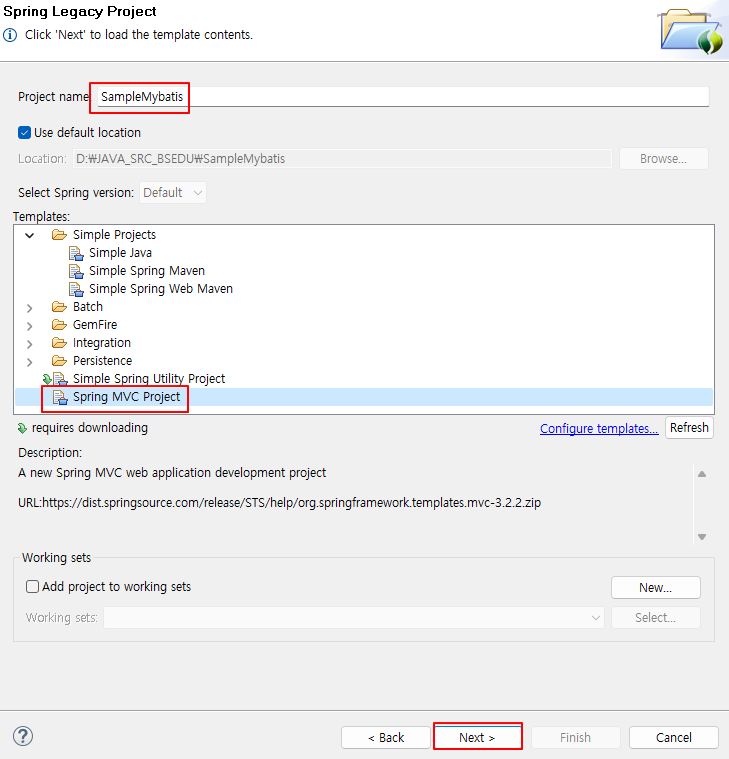 Spring Legacy Project
Click 'Next' to load the template contents.
Project name
SampleMybatis
Use default location
Location: D:₩JAVA_SRC_BSEDU₩SampleMybatis
Browse...
Select Spring version: Default
Templates:
Simple Projects
Simple Java
Simple Spring Maven
Simple Spring Web Maven
Batch
GemFire
Integration
Persistence
Simple Spring Utility Project
Spring MVC Project
requires downloading
Configure templates...
Refresh
Description:
A new Spring MVC web application development project
URL:https://dist.springsource.com/release/STS/help/org.springframework.templates.mvc-3.2.2.zip
Working sets
Add project to working sets
New...
Working sets:
Select...
?
< Back
Next >
Finish
Cancel